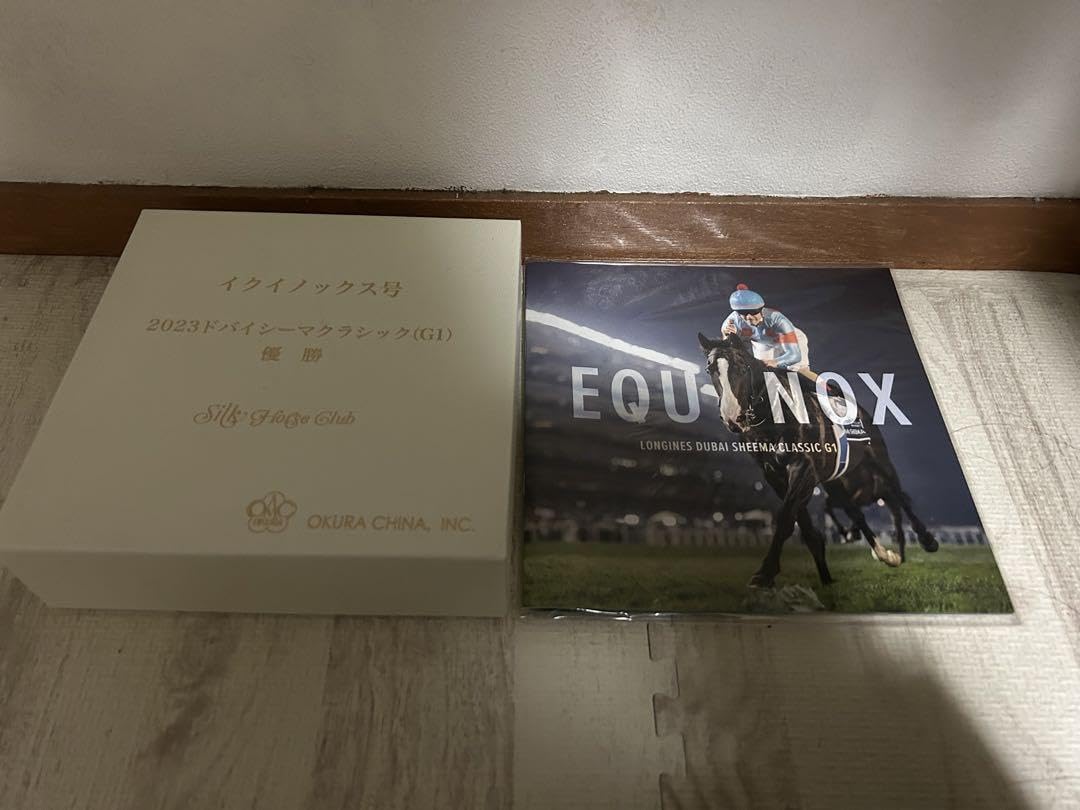 イクイノックス号
2023ドバイシーマクラシック(G1)
優勝
Silk Horse Club
OKURA
OKURA CHINA, INC.
EQUINOX
LONGINES DUBAI SHEEMA CLASSIC G1